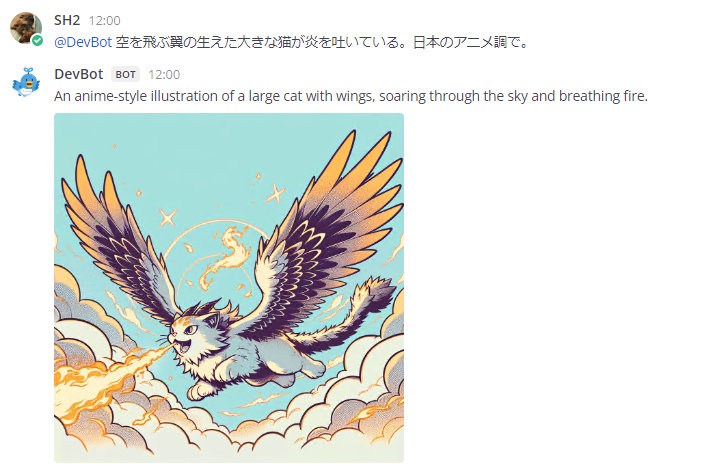 SH2 12:00
@DevBot 空を飛ぶ翼の生えた大きな猫が炎を吐いている。日本のアニメ調で。
DevBot BOT 12:00
An anime-style illustration of a large cat with wings, soaring through the sky and breathing fire.